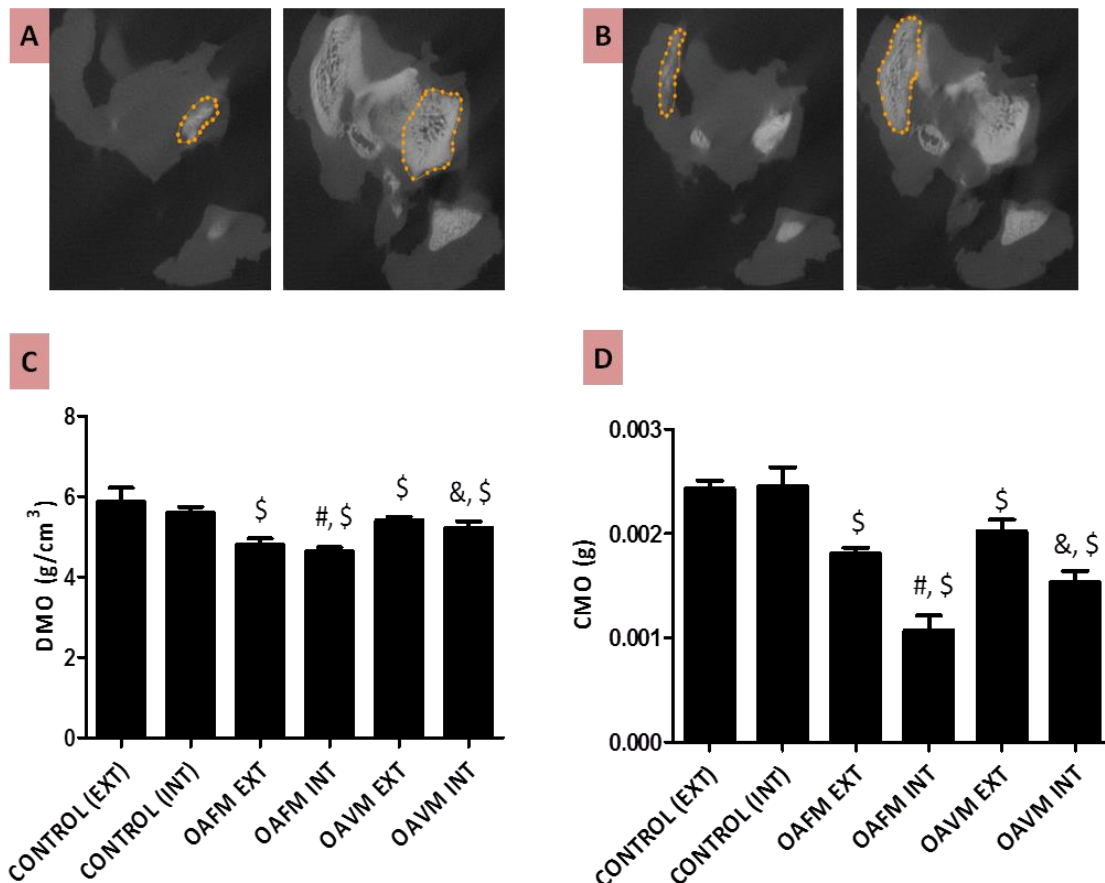 A
B
C
8
6
4
2
0
DMO (g/cm³)
$
#, $
$
&, $
CONTROL (EXT)
CONTROL (INT)
OAFM EXT
OAFM INT
OAVM EXT
OAVM INT
D
0.003
0.002
0.001
0.000
CMO (g)
$
#, $
$
&, $
CONTROL (EXT)
CONTROL (INT)
OAFM EXT
OAFM INT
OAVM EXT
OAVM INT